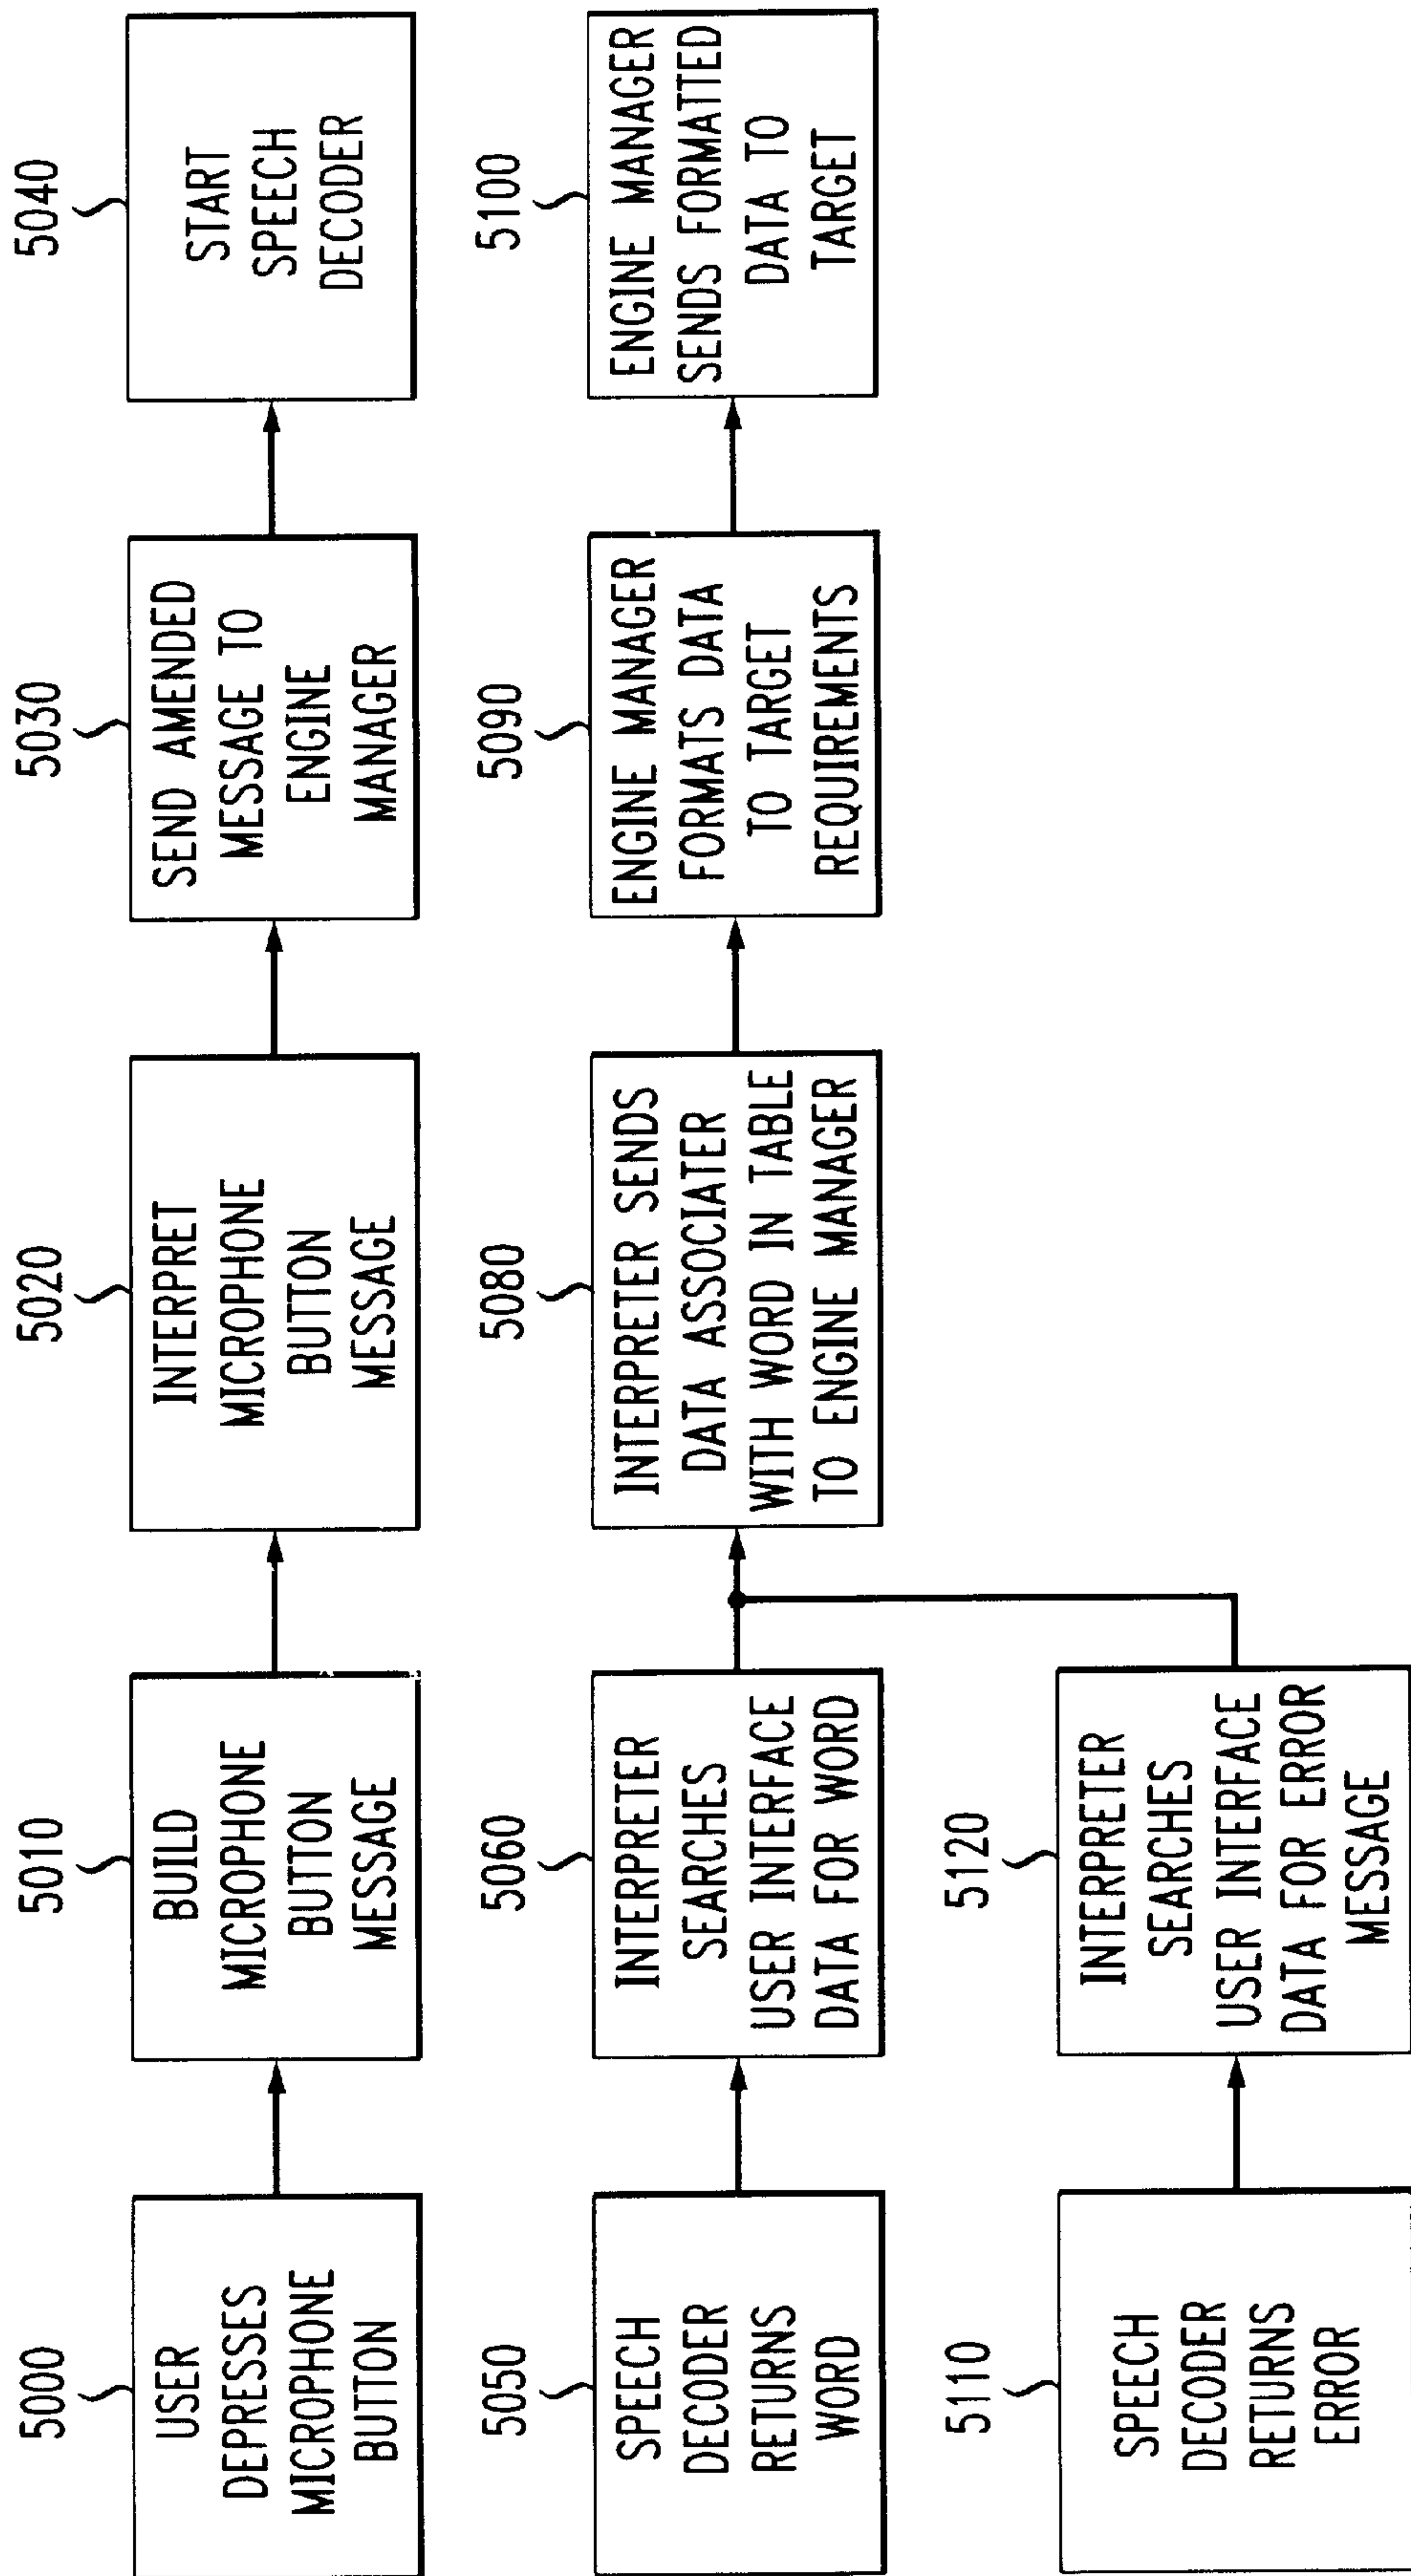 5000
USER
DEPRESSES
MICROPHONE
BUTTON
5010
BUILD
MICROPHONE
BUTTON
MESSAGE
5020
INTERPRET
MICROPHONE
BUTTON
MESSAGE
5030
SEND AMENDED
MESSAGE TO
ENGINE
MANAGER
5040
START
SPEECH
DECODER
5050
SPEECH
DECODER
RETURNS
WORD
5060
INTERPRETER
SEARCHES
USER INTERFACE
DATA FOR WORD
5080
INTERPRETER SENDS
DATA ASSOCIATER
WITH WORD IN TABLE
TO ENGINE MANAGER
5090
ENGINE MANAGER
FORMATS DATA
TO TARGET
REQUIREMENTS
5100
ENGINE MANAGER
SENDS FORMATTED
DATA TO
TARGET
5110
SPEECH
DECODER
RETURNS
ERROR
5120
INTERPRETER
SEARCHES
USER INTERFACE
DATA FOR ERROR
MESSAGE